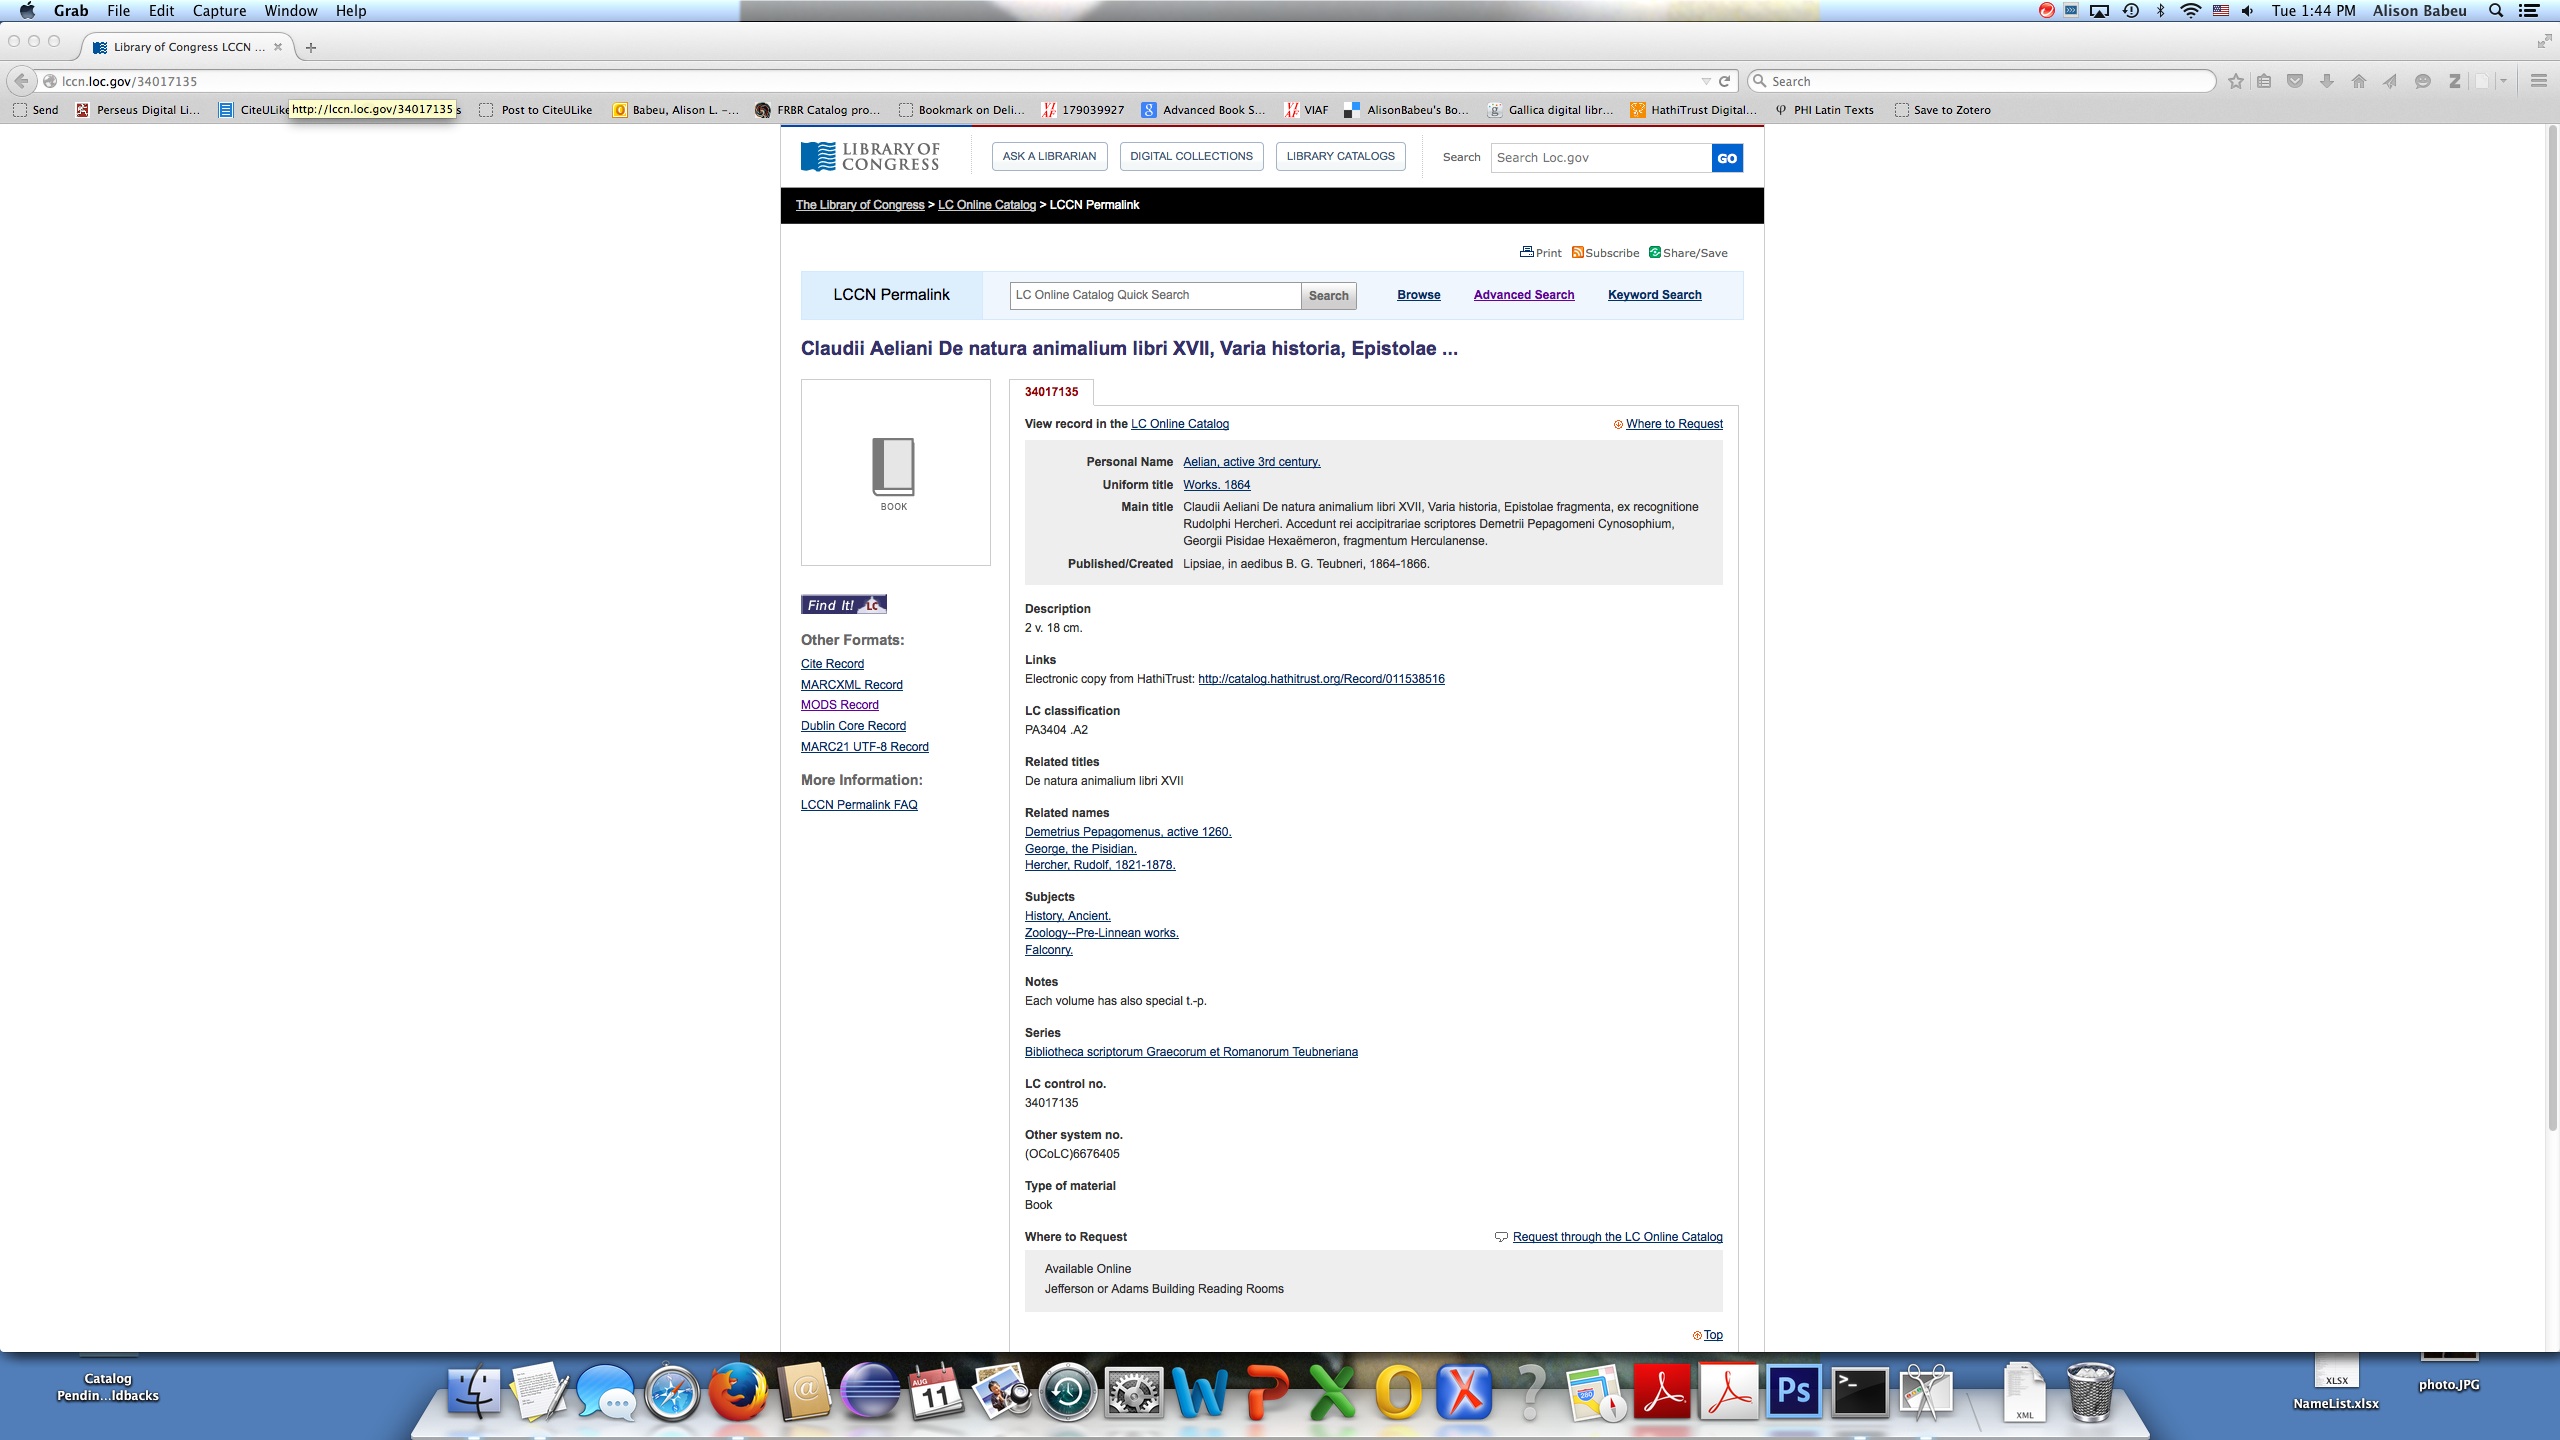 Grab File Edit Capture Window Help
Tue 1:44 PM Alison Babeu
Library of Congress LCCN ...
lccn.loc.gov/34017135
Search
Send Perseus Digital Li... CiteULike http://lccn.loc.gov/34017135 s Post to CiteULike Babeu, Alison L. –... FRBR Catalog pro... Bookmark on Deli... VIAF 179039927 Advanced Book S... VIAF VIAF AlisonBabeu's Bo... Gallica digital libr... HathiTrust Digital... PHI Latin Texts Save to Zotero
LIBRARY OF CONGRESS
ASK A LIBRARIAN DIGITAL COLLECTIONS LIBRARY CATALOGS Search Search Loc.gov GO
The Library of Congress > LC Online Catalog > LCCN Permalink
Print Subscribe Share/Save
LCCN Permalink LC Online Catalog Quick Search Search Browse Advanced Search Keyword Search
Claudii Aeliani De natura animalium libri XVII, Varia historia, Epistolae ...
BOOK
Find It! LC
Other Formats:
Cite Record
MARCXML Record
MODS Record
Dublin Core Record
MARC21 UTF-8 Record
More Information:
LCCN Permalink FAQ
34017135
View record in the LC Online Catalog Where to Request
Personal Name Aelian, active 3rd century.
Uniform title Works. 1864
Main title Claudii Aeliani De natura animalium libri XVII, Varia historia, Epistolae fragmenta, ex recognitione
Rudolphi Hercheri. Accedunt rei accipitrariae scriptores Demetrii Pepagomeni Cynosophium,
Georgii Pisidae Hexaëmeron, fragmentum Herculanense.
Published/Created Lipsiae, in aedibus B. G. Teubneri, 1864-1866.
Description
2 v. 18 cm.
Links
Electronic copy from HathiTrust: http://catalog.hathitrust.org/Record/011538516
LC classification
PA3404 .A2
Related titles
De natura animalium libri XVII
Related names
Demetrius Pepagomenus, active 1260.
George, the Pisidian.
Hercher, Rudolf, 1821-1878.
Subjects
History, Ancient.
Zoology--Pre-Linnean works.
Falconry.
Notes
Each volume has also special t.-p.
Series
Bibliotheca scriptorum Graecorum et Romanorum Teubneriana
LC control no.
34017135
Other system no.
(OCoLC)6676405
Type of material
Book
Where to Request Request through the LC Online Catalog
Available Online
Jefferson or Adams Building Reading Rooms
Top
Catalog
Pendin...ldbacks
AUG
11
280
Ps
XML
XLSX
NameList.xlsx
photo.JPG